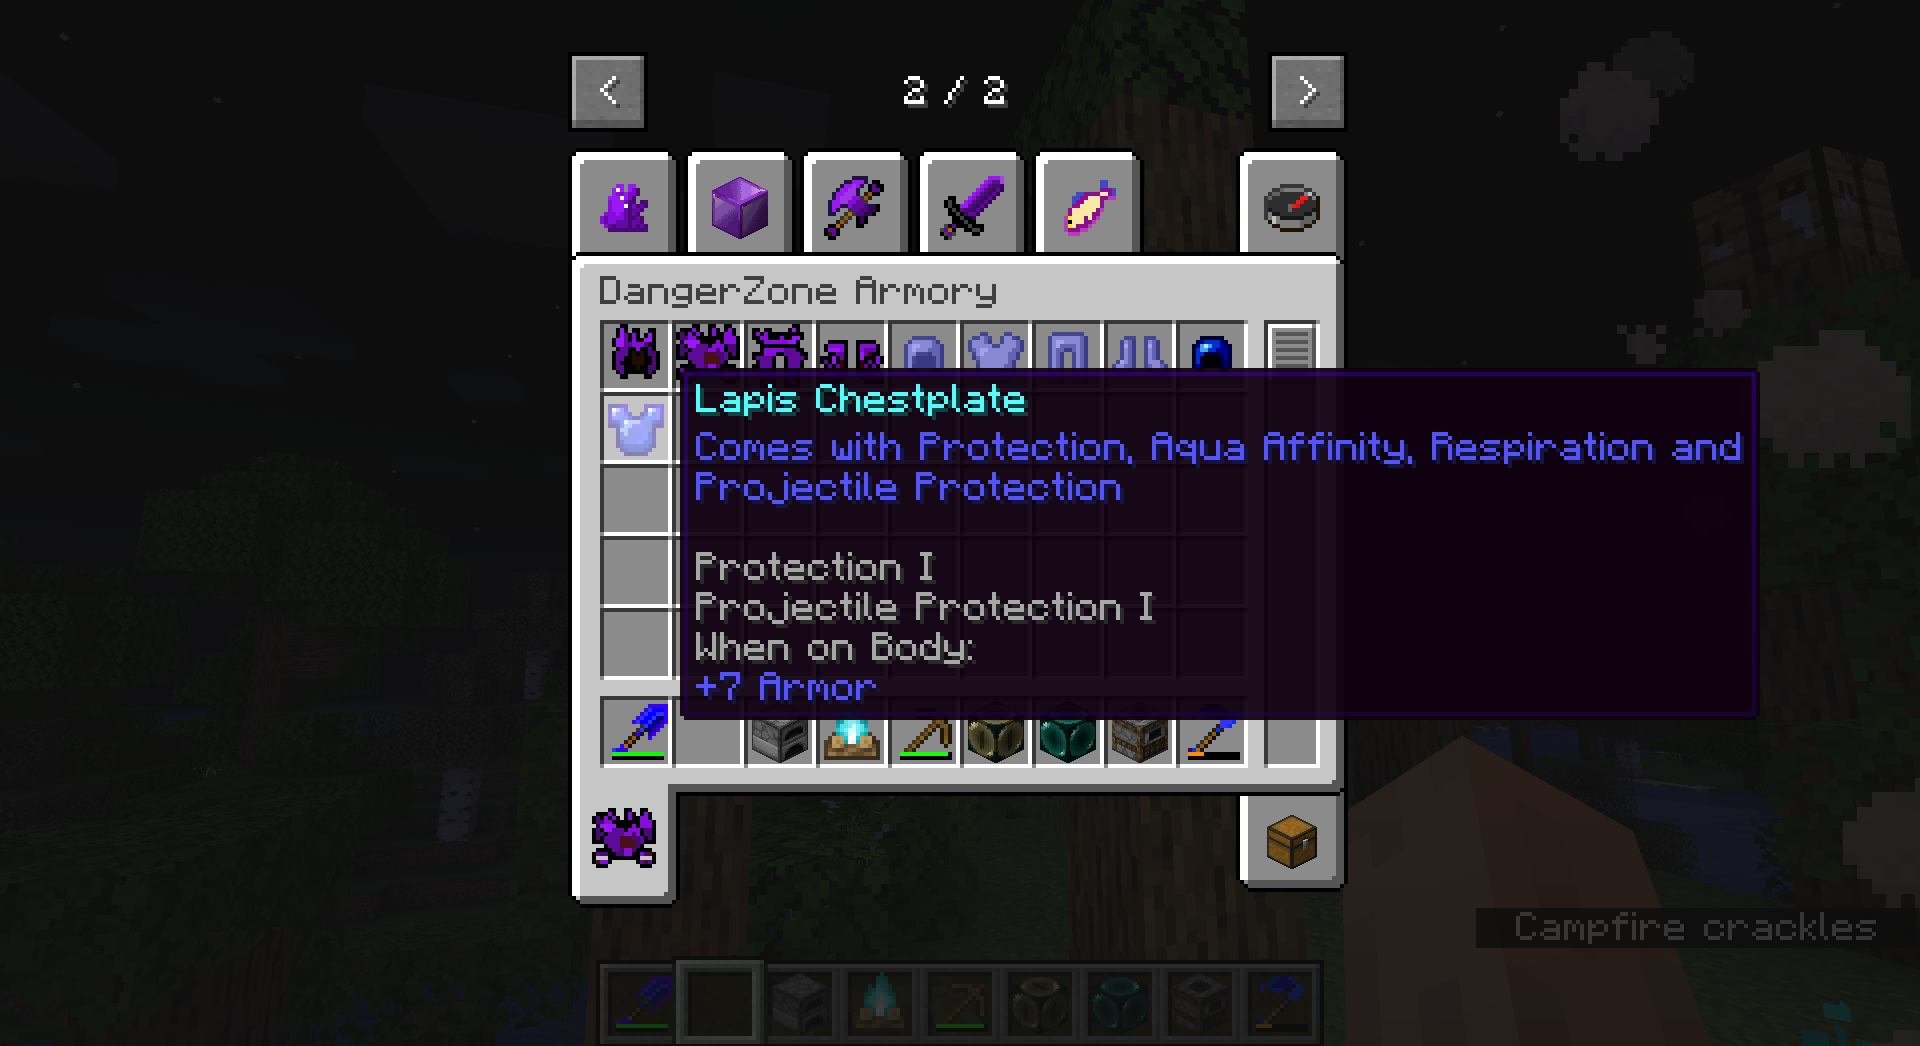 <
2 / 2
>
DangerZone Armory
Lapis Chestplate
Comes with Protection, Aqua Affinity, Respiration and
Projectile Protection
Protection I
Projectile Protection I
When on Body:
+7 Armor
Campfire crackles